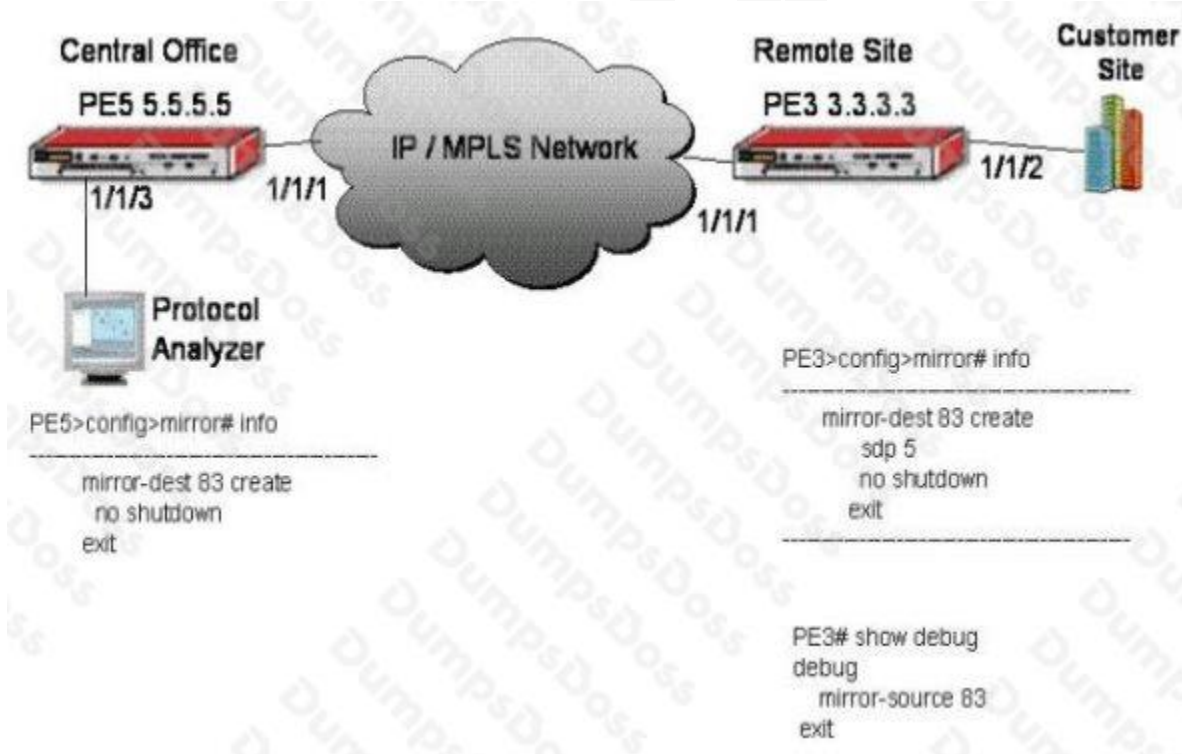 Central Office
PE5 5.5.5.5
1/1/3
1/1/1
IP / MPLS Network
Remote Site
PE3 3.3.3.3
1/1/1
1/1/2
Customer
Site
Protocol
Analyzer
PE5>config>mirror# info
----------------------------------------
mirror-dest 83 create
no shutdown
exit
PE3>config>mirror# info
----------------------------------------
mirror-dest 83 create
sdp 5
no shutdown
exit
----------------------------------------
PE3# show debug
debug
mirror-source 83
exit
DumpsDoss